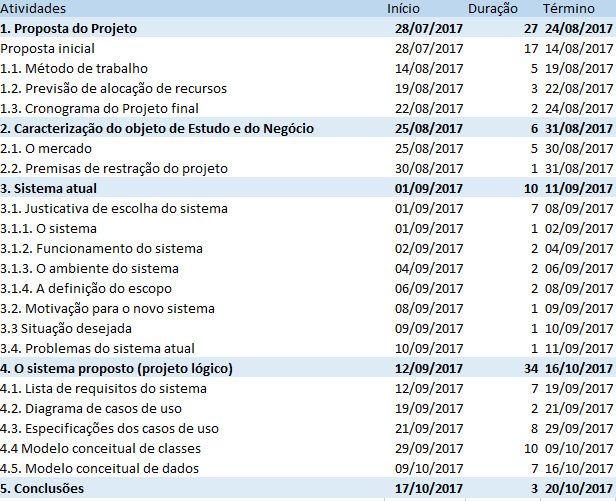 Atividades Início Duração Término
1. Proposta do Projeto 28/07/2017 27 24/08/2017
Proposta inicial 28/07/2017 17 14/08/2017
1.1. Método de trabalho 14/08/2017 5 19/08/2017
1.2. Previsão de alocação de recursos 19/08/2017 3 22/08/2017
1.3. Cronograma do Projeto final 22/08/2017 2 24/08/2017
2. Caracterização do objeto de Estudo e do Negócio 25/08/2017 6 31/08/2017
2.1. O mercado 25/08/2017 5 30/08/2017
2.2. Premisas de restração do projeto 30/08/2017 1 31/08/2017
3. Sistema atual 01/09/2017 10 11/09/2017
3.1. Justicativa de escolha do sistema 01/09/2017 7 08/09/2017
3.1.1. O sistema 01/09/2017 1 02/09/2017
3.1.2. Funcionamento do sistema 02/09/2017 2 04/09/2017
3.1.3. O ambiente do sistema 04/09/2017 2 06/09/2017
3.1.4. A definição do escopo 06/09/2017 2 08/09/2017
3.2. Motivação para o novo sistema 08/09/2017 1 09/09/2017
3.3 Situação desejada 09/09/2017 1 10/09/2017
3.4. Problemas do sistema atual 10/09/2017 1 11/09/2017
4. O sistema proposto (projeto lógico) 12/09/2017 34 16/10/2017
4.1. Lista de requisitos do sistema 12/09/2017 7 19/09/2017
4.2. Diagrama de casos de uso 19/09/2017 2 21/09/2017
4.3. Especificações dos casos de uso 21/09/2017 8 29/09/2017
4.4 Modelo conceitual de classes 29/09/2017 10 09/10/2017
4.5. Modelo conceitual de dados 09/10/2017 7 16/10/2017
5. Conclusões 17/10/2017 3 20/10/2017